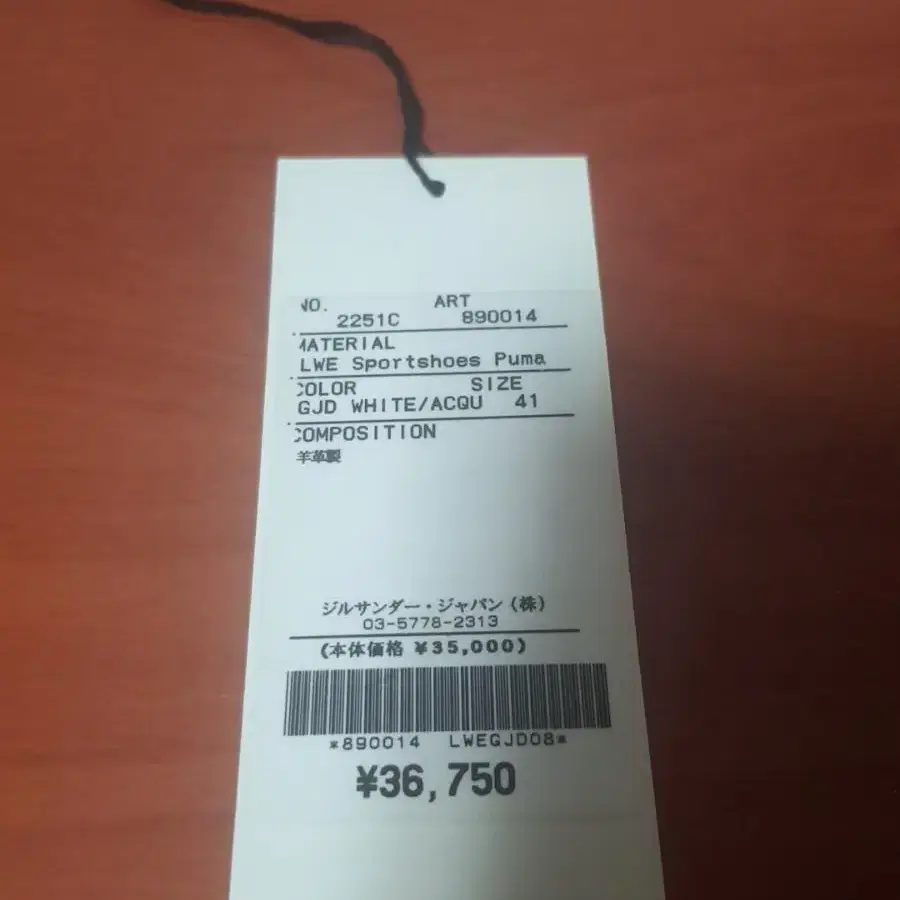 NO. ART
2251C 890014
MATERIAL
LWE Sportshoes Puma
COLOR SIZE
GJD WHITE/ACQU 41
COMPOSITION
羊革製
ジルサンダー・ジャパン(株)
03-5778-2313
(本体価格 ¥35,000)
*890014 LWEGJD08*
¥36,750